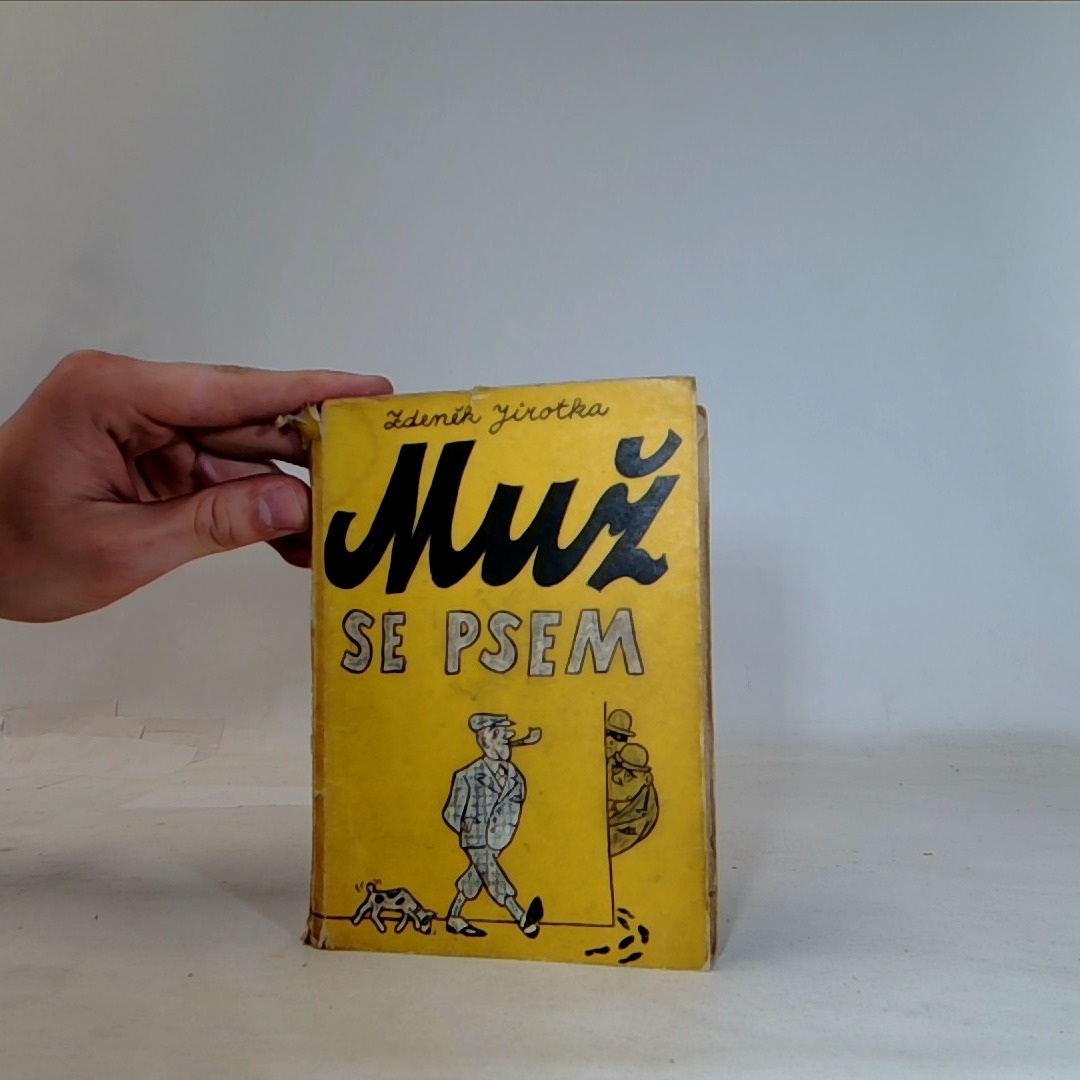 Zdeněk Jirotka
Muž
SE PSEM